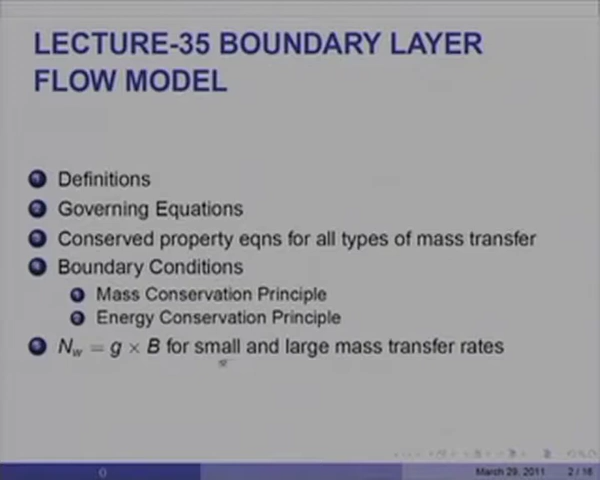 LECTURE-35 BOUNDARY LAYER
FLOW MODEL
Definitions
Governing Equations
Conserved property eqns for all types of mass transfer
Boundary Conditions
Mass Conservation Principle
Energy Conservation Principle
N_w = g × B for small and large mass transfer rates
March 29, 2011 2 / 16